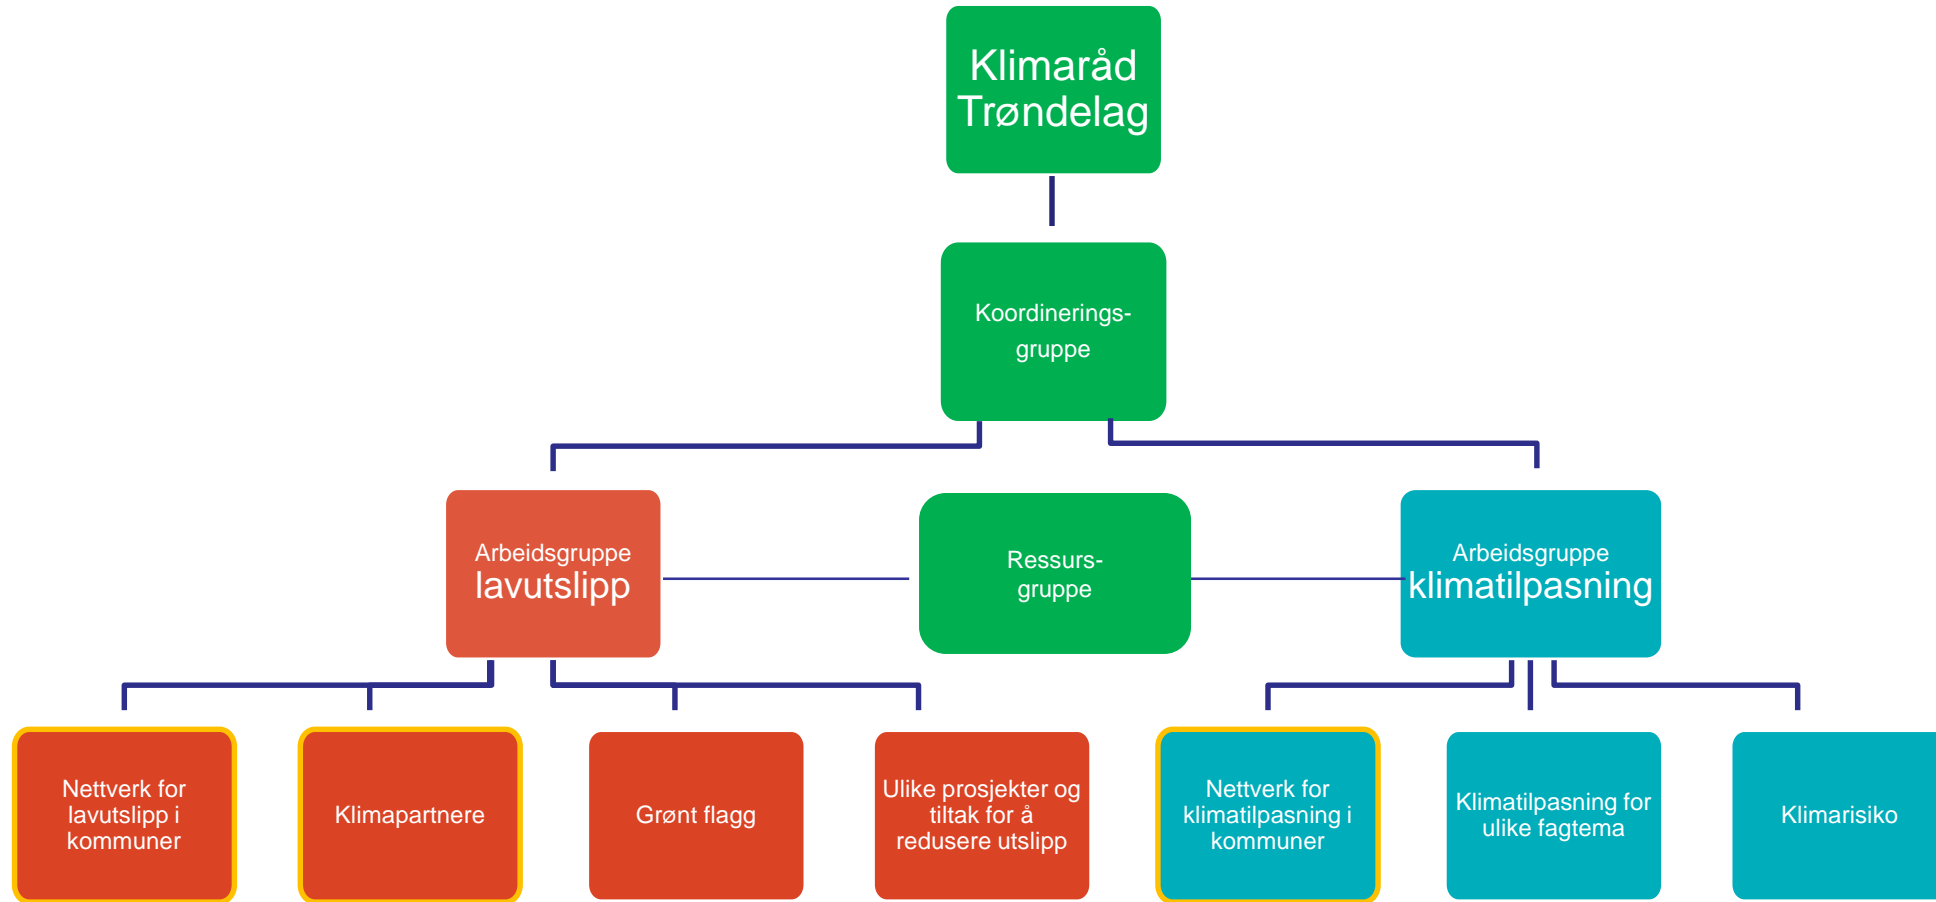 Klimaråd
Trøndelag
Koordinerings-
gruppe
Arbeidsgruppe
lavutslipp
Ressurs-
gruppe
Arbeidsgruppe
klimatilpasning
Nettverk for
lavutslipp i
kommuner
Klimapartnere
Grønt flagg
Ulike prosjekter og
tiltak for å
redusere utslipp
Nettverk for
klimatilpasning i
kommuner
Klimatilpasning for
ulike fagtema
Klimarisiko